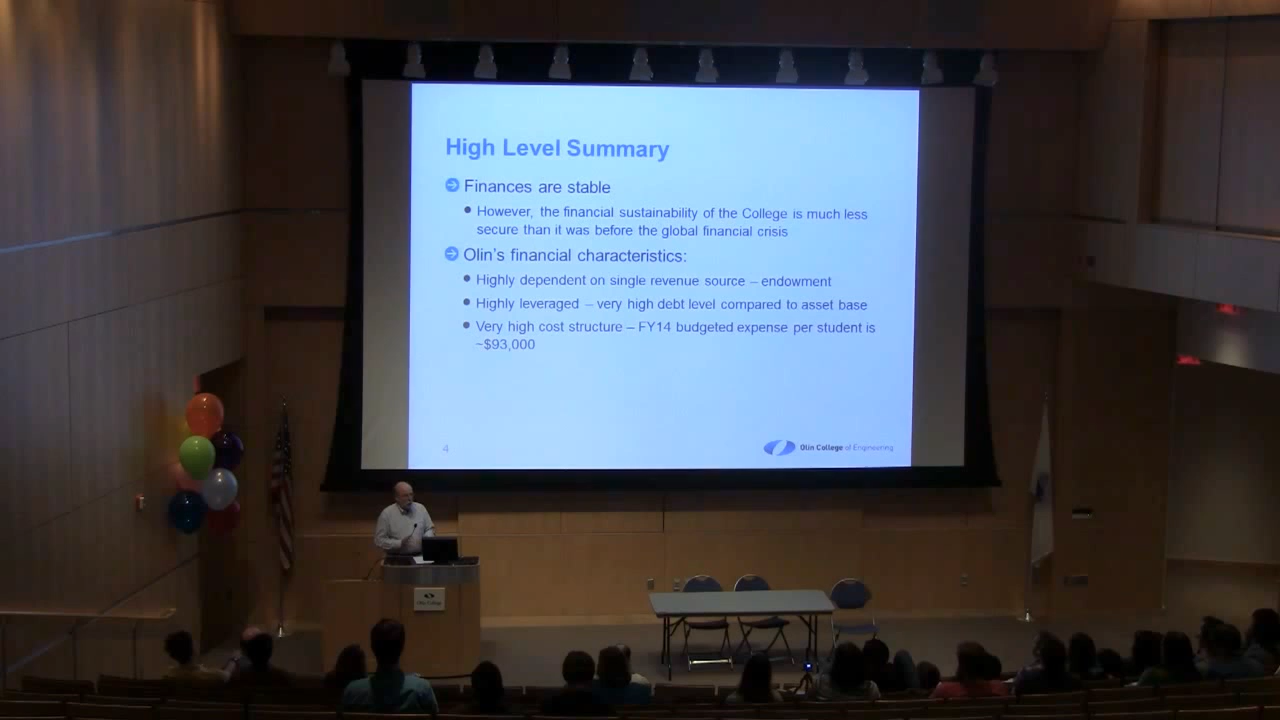 High Level Summary
Finances are stable
However, the financial sustainability of the College is much less
secure than it was before the global financial crisis
Olin's financial characteristics:
Highly dependent on single revenue source – endowment
Highly leveraged – very high debt level compared to asset base
Very high cost structure – FY14 budgeted expense per student is
~$93,000
4
Olin College of Engineering
Olin College